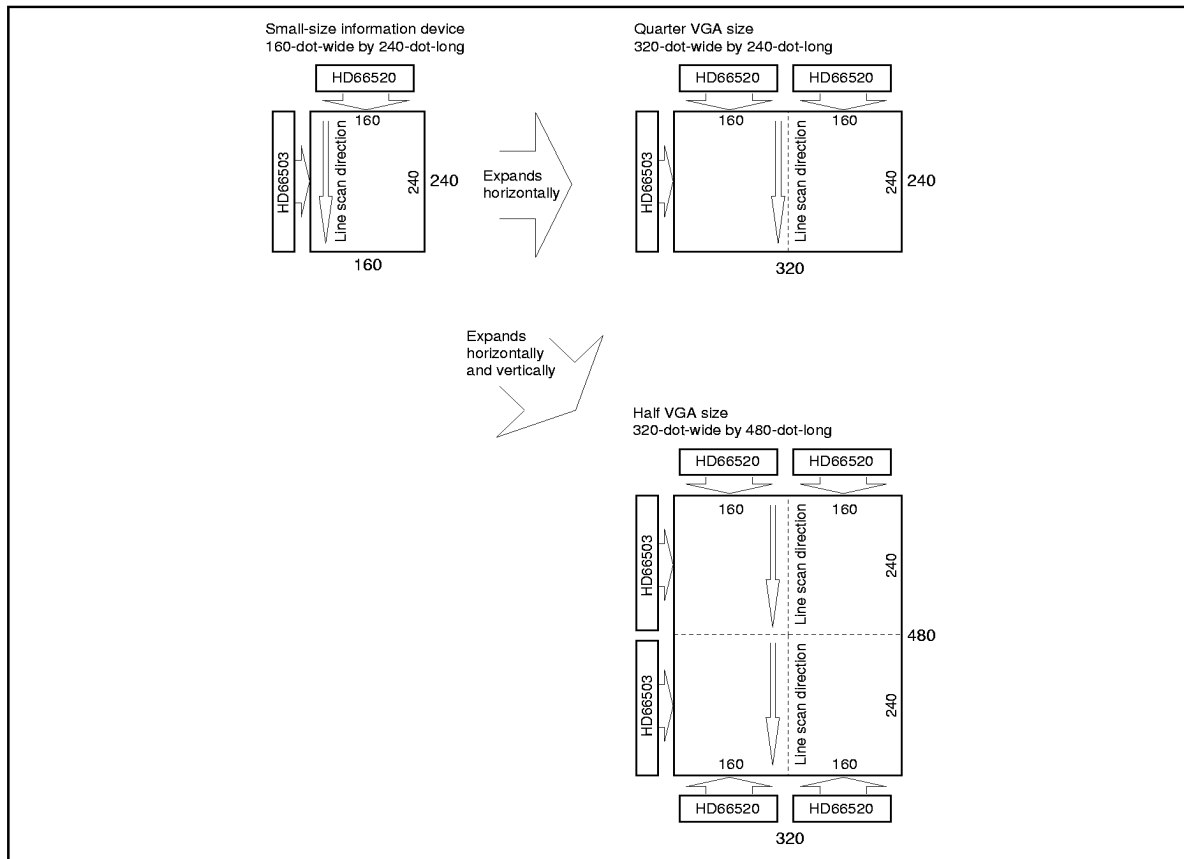 Small-size information device
160-dot-wide by 240-dot-long
HD66520
160
HD66503
Line scan direction
240
240
160
Expands
horizontally
Quarter VGA size
320-dot-wide by 240-dot-long
HD66520
HD66520
160
160
HD66503
Line scan direction
240
240
320
Expands
horizontally
and vertically
Half VGA size
320-dot-wide by 480-dot-long
HD66520
HD66520
160
160
HD66503
Line scan direction
240
480
HD66503
Line scan direction
240
160
160
HD66520
HD66520
320